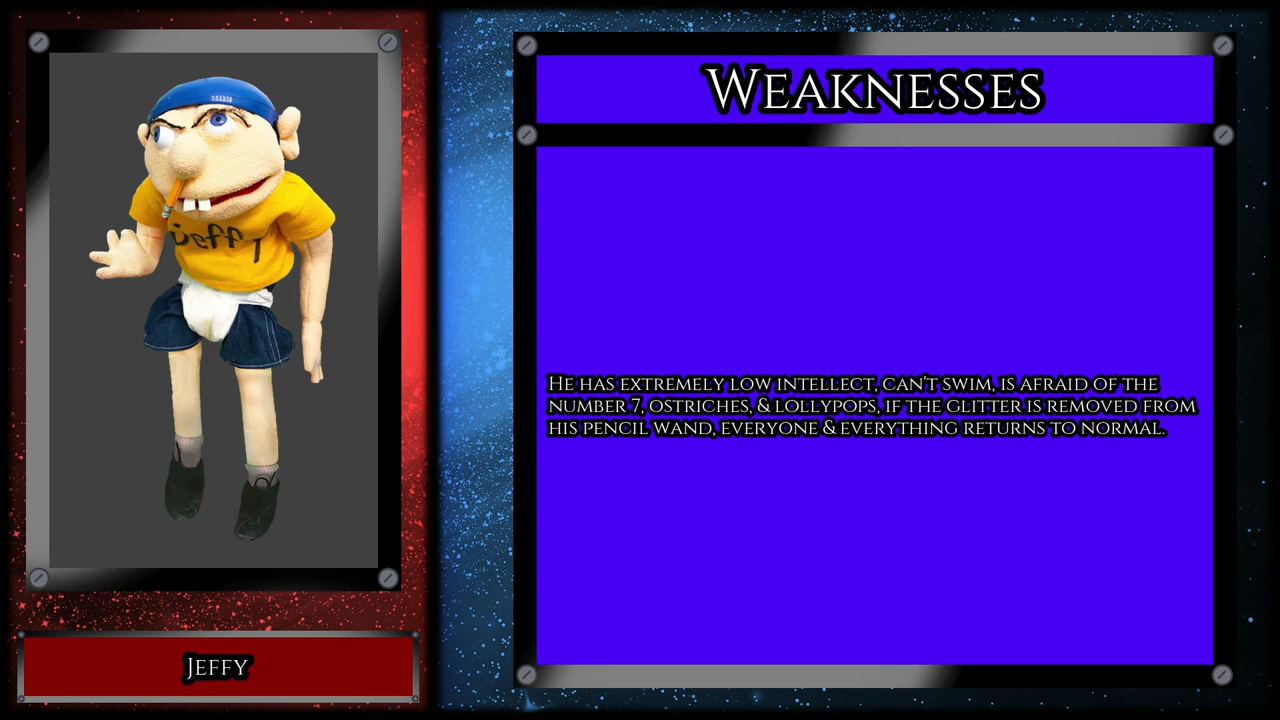 Weaknesses
Jeffy
He has extremely low intellect, can't swim, is afraid of the
number 7, ostriches, & lollypops, if the glitter is removed from
his pencil wand, everyone & everything returns to normal.
Jeffy